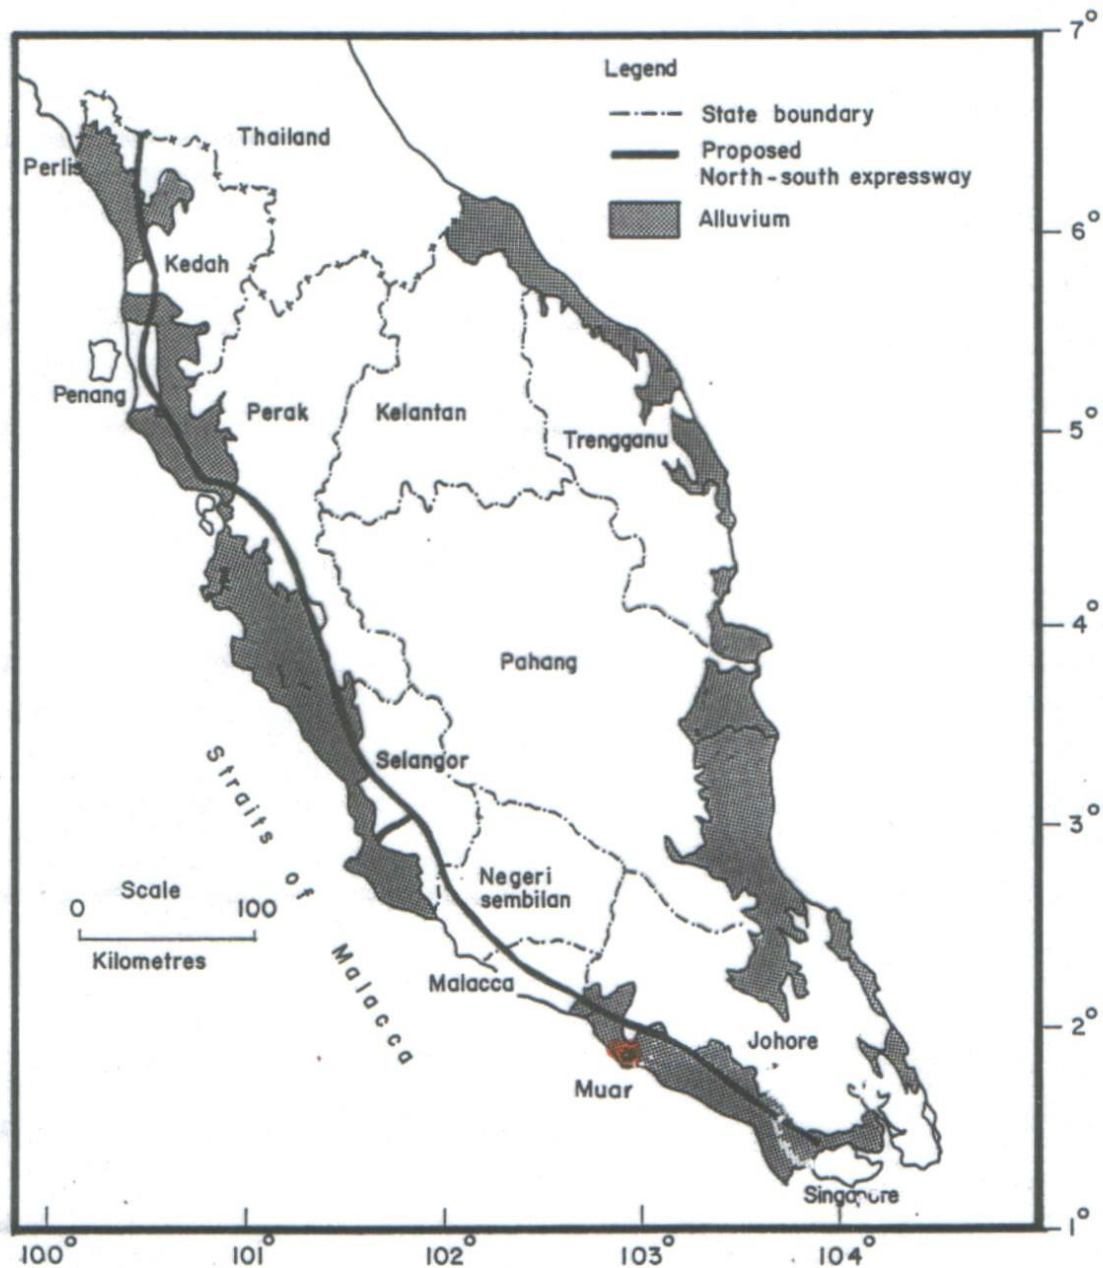 7°
Legend
State boundary
Proposed
North-south expressway
Alluvium
Thailand
Perlis
6°
Kedah
Penang
Perak
Kelantan
Trengganu
5°
4°
Pahang
Selangor
Straits of Malacca
3°
Negeri
sembilan
Scale
0 100
Kilometres
Malacca
2°
Johore
Muar
Singapore
1°
100° 101° 102° 103° 104°